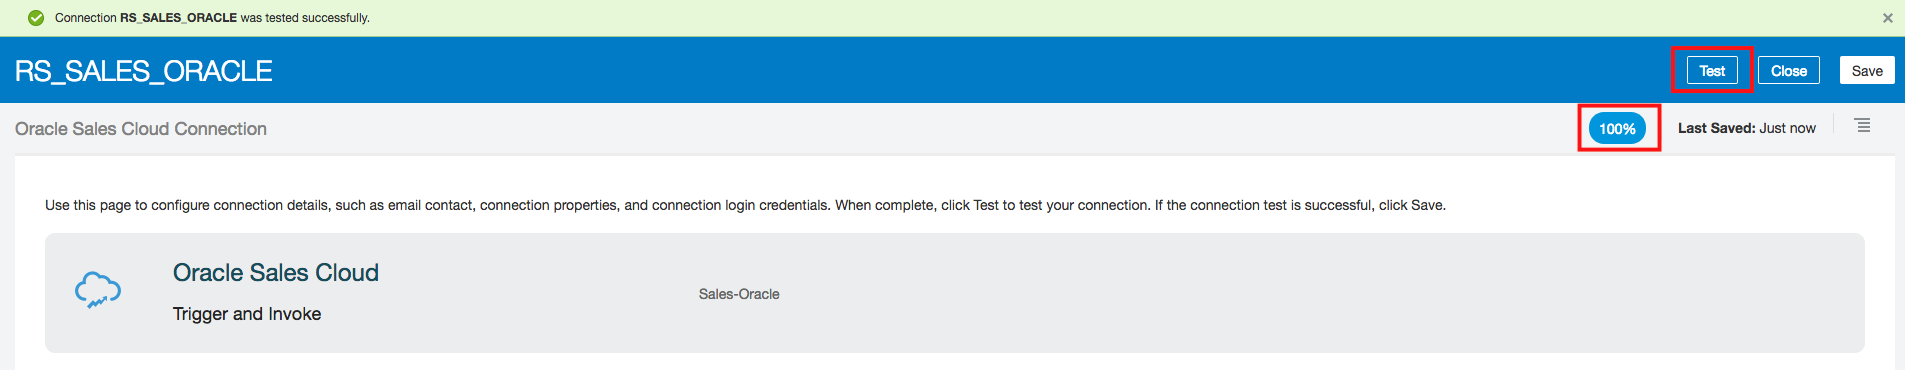 Connection RS_SALES_ORACLE was tested successfully.
RS_SALES_ORACLE
Test
Close
Save
Oracle Sales Cloud Connection
100%
Last Saved: Just now
Use this page to configure connection details, such as email contact, connection properties, and connection login credentials. When complete, click Test to test your connection. If the connection test is successful, click Save.
Oracle Sales Cloud
Sales-Oracle
Trigger and Invoke